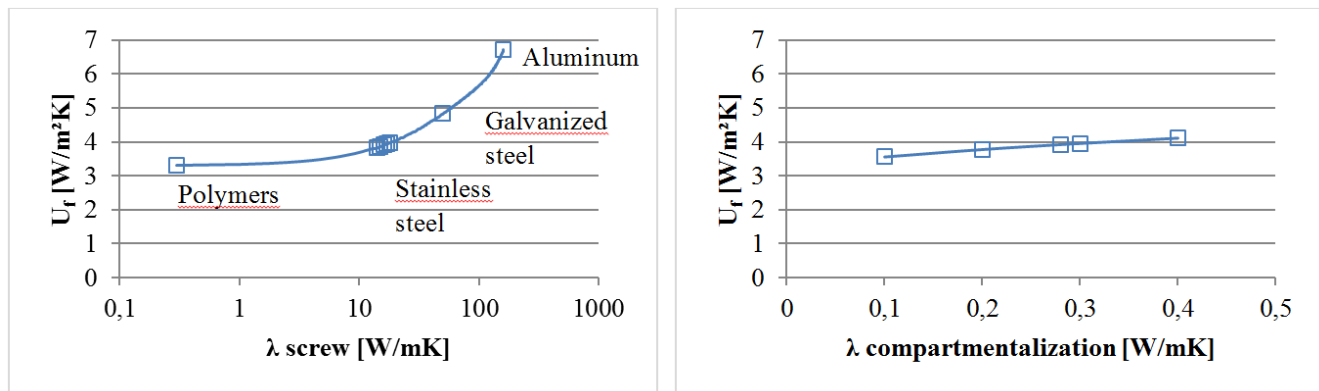 7
6
5
4
3
2
1
0
U_f [W/m²K]
Aluminum
Galvanized
steel
Stainless
steel
Polymers
0,1 1 10 100 1000
λ screw [W/mK]
7
6
5
4
3
2
1
0
U_f [W/m²K]
0 0,1 0,2 0,3 0,4 0,5
λ compartmentalization [W/mK]